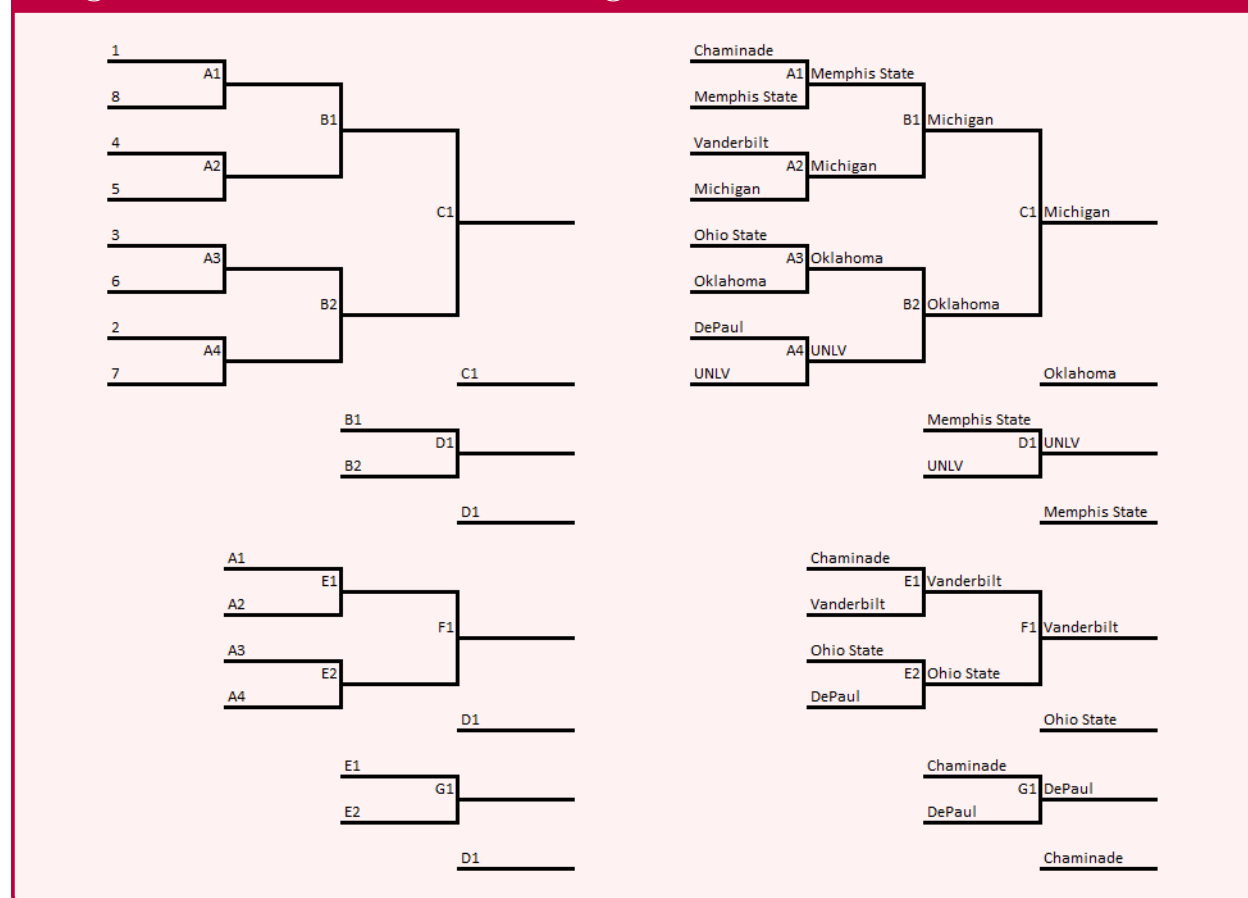 1
A1
8
B1
4
A2
5
C1
3
A3
6
B2
2
A4
7
C1
B1
D1
B2
D1
A1
E1
A2
F1
A3
E2
A4
D1
E1
G1
E2
D1
Chaminade
A1 Memphis State
Memphis State
B1 Michigan
Vanderbilt
A2 Michigan
Michigan
C1 Michigan
Ohio State
A3 Oklahoma
Oklahoma
B2 Oklahoma
DePaul
A4 UNLV
UNLV
Oklahoma
Memphis State
D1 UNLV
UNLV
Memphis State
Chaminade
E1 Vanderbilt
Vanderbilt
F1 Vanderbilt
Ohio State
E2 Ohio State
DePaul
Ohio State
Chaminade
G1 DePaul
DePaul
Chaminade